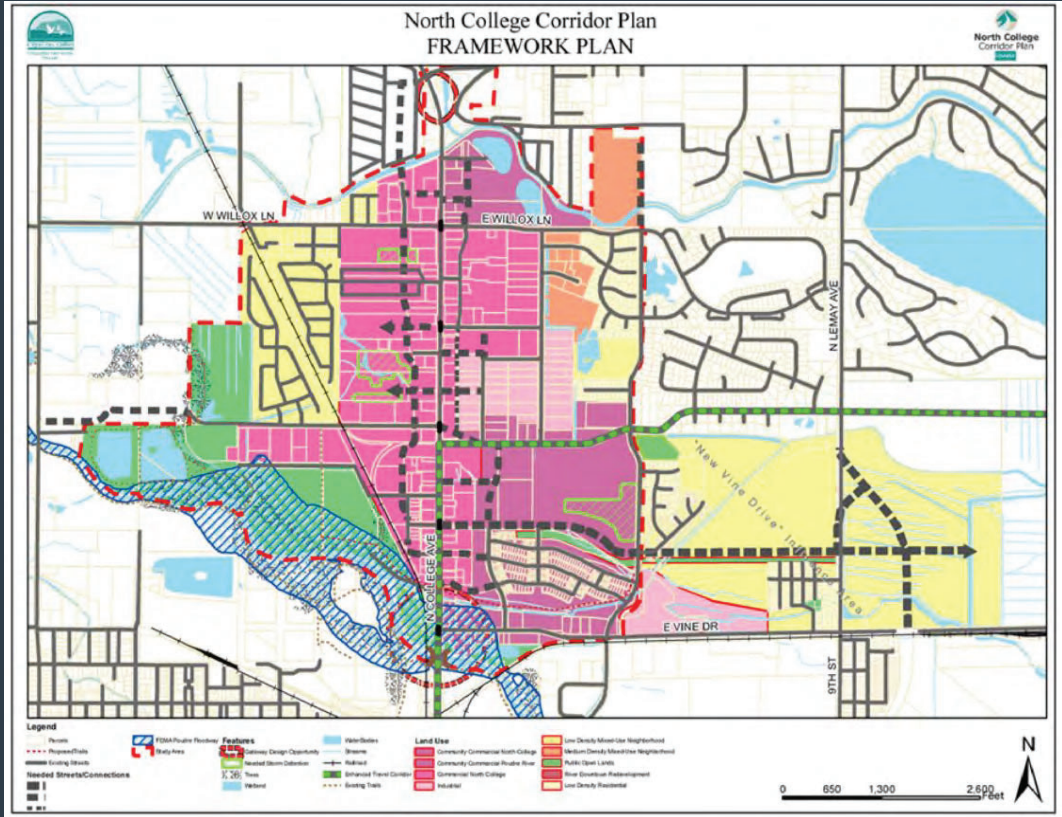 North College Corridor Plan
FRAMEWORK PLAN
North College
Corridor Plan
W WILLOX LN
E WILLOX LN
N LEMAY AVE
N COLLEGE AVE
"New Vine Drive" Influence Area
E VINE DR
9TH ST
Legend
Parcels
Proposed Trails
Existing Streets
Needed Streets/Connections
FEMA Poudre Floodway
Study Area
Features
Gateway Design Opportunity
Needed Storm Detention
Trees
Wetland
Waterbodies
Streams
Railroad
Enhanced Travel Corridor
Existing Trails
Land Use
Community Commercial North College
Community Commercial Poudre River
Commercial North College
Industrial
Low Density Mixed-Use Neighborhood
Medium Density Mixed-Use Neighborhood
Public Open Lands
River Downtown Redevelopment
Low Density Residential
0 650 1,300 2,600
Feet
N